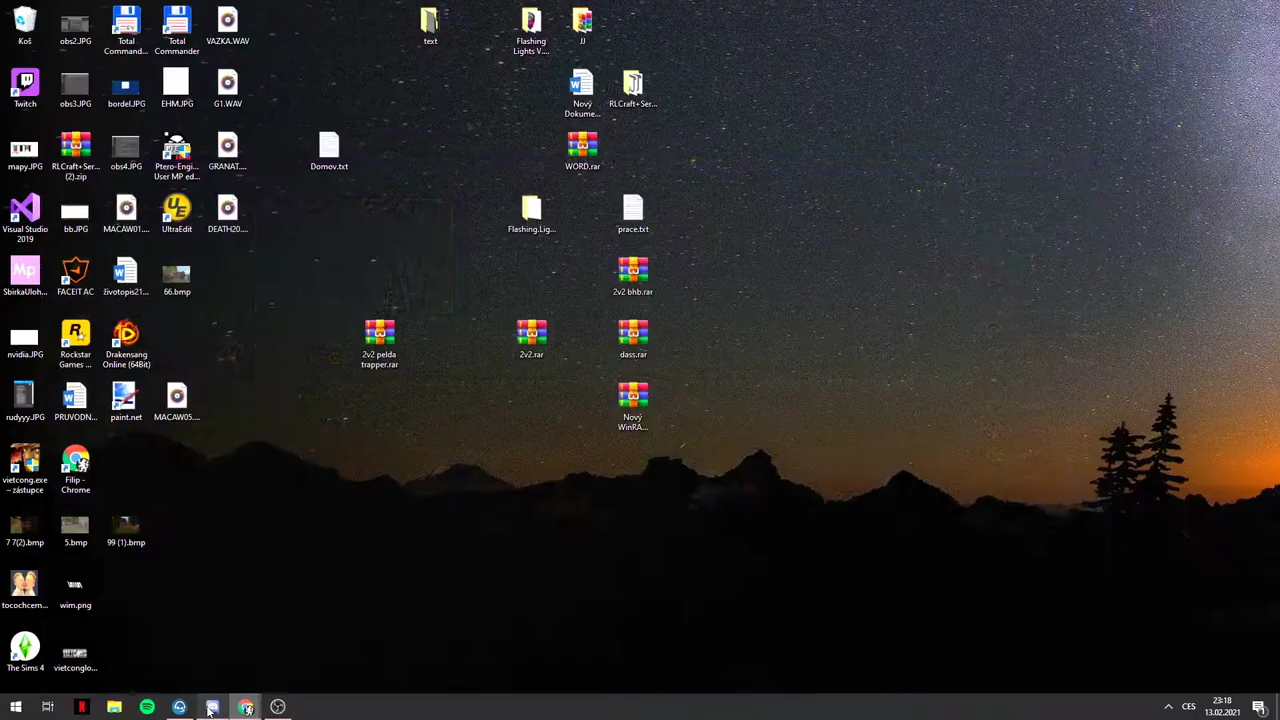 Koš
obs2.JPG
Total
Command...
Total
Commander
VAZKA.WAV
text
Flashing
Lights V....
JJ
Twitch
obs3.JPG
bordel.JPG
EHM.JPG
G1.WAV
Nový
Dokume...
RLCraft+Ser...
mapy.JPG
RLCraft+Ser...
(2).zip
obs4.JPG
Ptero-Engi...
User MP ed...
GRANAT....
Domov.txt
WORD.rar
Visual Studio
2019
bb.JPG
MACAW01....
UE
UltraEdit
DEATH20....
Flashing.Lig...
prace.txt
Mp
SbirkaUloh...
FACEIT AC
životopis21...
66.bmp
2v2 bhb.rar
nvidia.JPG
Rockstar
Games ...
Drakensang
Online (64Bit)
2v2 pelda
trapper.rar
2v2.rar
dass.rar
rudyyy.JPG
PRUVODN...
paint.net
MACAW05....
Nový
WinRA...
vietcong.exe
– zástupce
Filip -
Chrome
7 7(2).bmp
5.bmp
99 (1).bmp
tocochcem...
wim.png
The Sims 4
vietconglo...
CES
23:18
13.02.2021
1